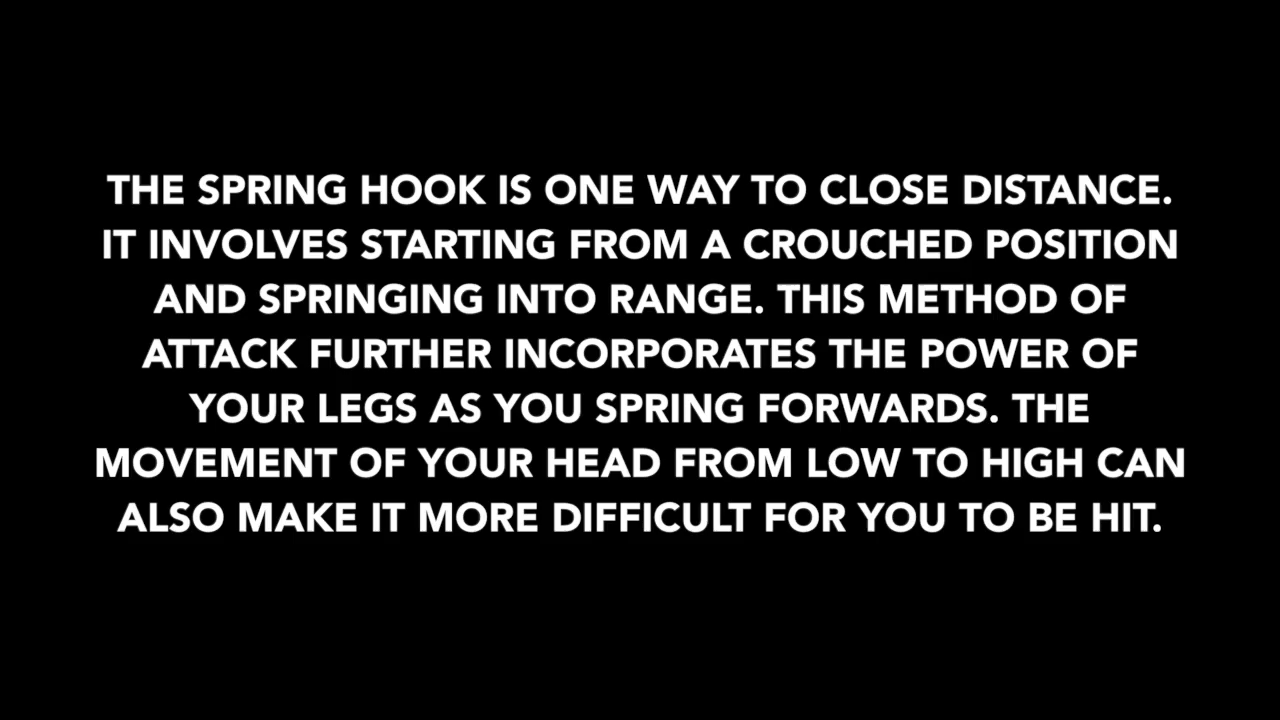 THE SPRING HOOK IS ONE WAY TO CLOSE DISTANCE.
IT INVOLVES STARTING FROM A CROUCHED POSITION
AND SPRINGING INTO RANGE. THIS METHOD OF
ATTACK FURTHER INCORPORATES THE POWER OF
YOUR LEGS AS YOU SPRING FORWARDS. THE
MOVEMENT OF YOUR HEAD FROM LOW TO HIGH CAN
ALSO MAKE IT MORE DIFFICULT FOR YOU TO BE HIT.